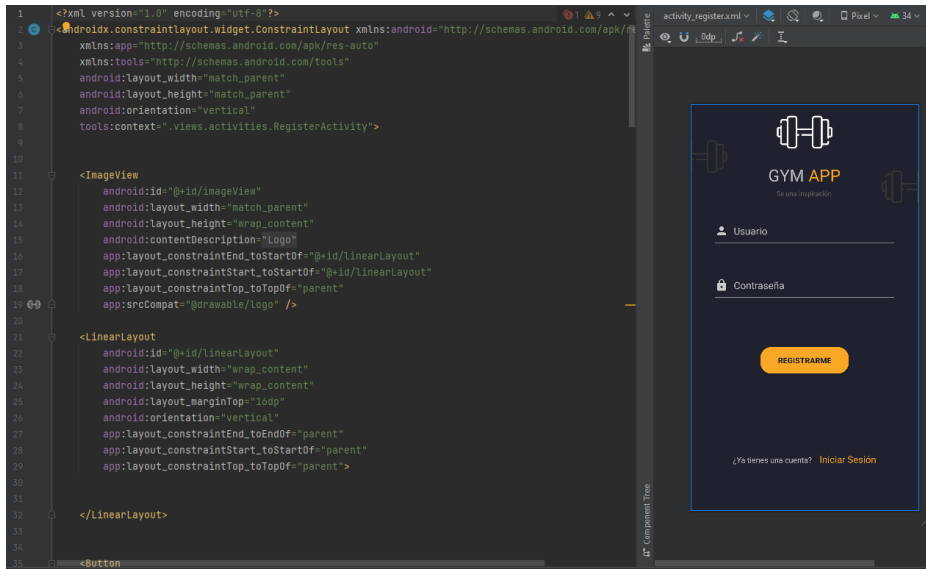 1 <?xml version="1.0" encoding="utf-8"?>
1 9
2 <androidx.constraintlayout.widget.ConstraintLayout xmlns:android="http://schemas.android.com/apk/re
3 xmlns:app="http://schemas.android.com/apk/res-auto"
4 xmlns:tools="http://schemas.android.com/tools"
5 android:layout_width="match_parent"
6 android:layout_height="match_parent"
7 android:orientation="vertical"
8 tools:context=".views.activities.RegisterActivity">
9
10
11 <ImageView
12 android:id="@+id/imageView"
13 android:layout_width="match_parent"
14 android:layout_height="wrap_content"
15 android:contentDescription="Logo"
16 app:layout_constraintEnd_toStartOf="@+id/linearLayout"
17 app:layout_constraintStart_toStartOf="@+id/linearLayout"
18 app:layout_constraintTop_toTopOf="parent"
19 app:srcCompat="@drawable/logo" />
20
21 <LinearLayout
22 android:id="@+id/linearLayout"
23 android:layout_width="wrap_content"
24 android:layout_height="wrap_content"
25 android:layout_marginTop="16dp"
26 android:orientation="vertical"
27 app:layout_constraintEnd_toEndOf="parent"
28 app:layout_constraintStart_toStartOf="parent"
29 app:layout_constraintTop_toTopOf="parent">
30
31
32 </LinearLayout>
33
34
35 <Button
Palette
Component Tree
activity_register.xml Pixel 34
0dp
GYM APP
Se una inspiración
Usuario
Contraseña
REGISTRARME
¿Ya tienes una cuenta? Iniciar Sesión